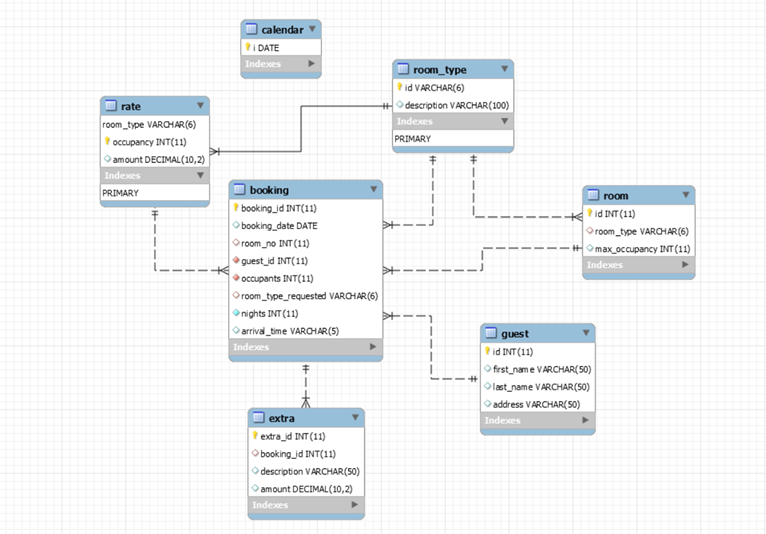 calendar
i DATE
Indexes
room_type
id VARCHAR(6)
description VARCHAR(100)
Indexes
PRIMARY
rate
room_type VARCHAR(6)
occupancy INT(11)
amount DECIMAL(10,2)
Indexes
PRIMARY
booking
booking_id INT(11)
booking_date DATE
room_no INT(11)
guest_id INT(11)
occupants INT(11)
room_type_requested VARCHAR(6)
nights INT(11)
arrival_time VARCHAR(5)
Indexes
room
id INT(11)
room_type VARCHAR(6)
max_occupancy INT(11)
Indexes
guest
id INT(11)
first_name VARCHAR(50)
last_name VARCHAR(50)
address VARCHAR(50)
Indexes
extra
extra_id INT(11)
booking_id INT(11)
description VARCHAR(50)
amount DECIMAL(10,2)
Indexes